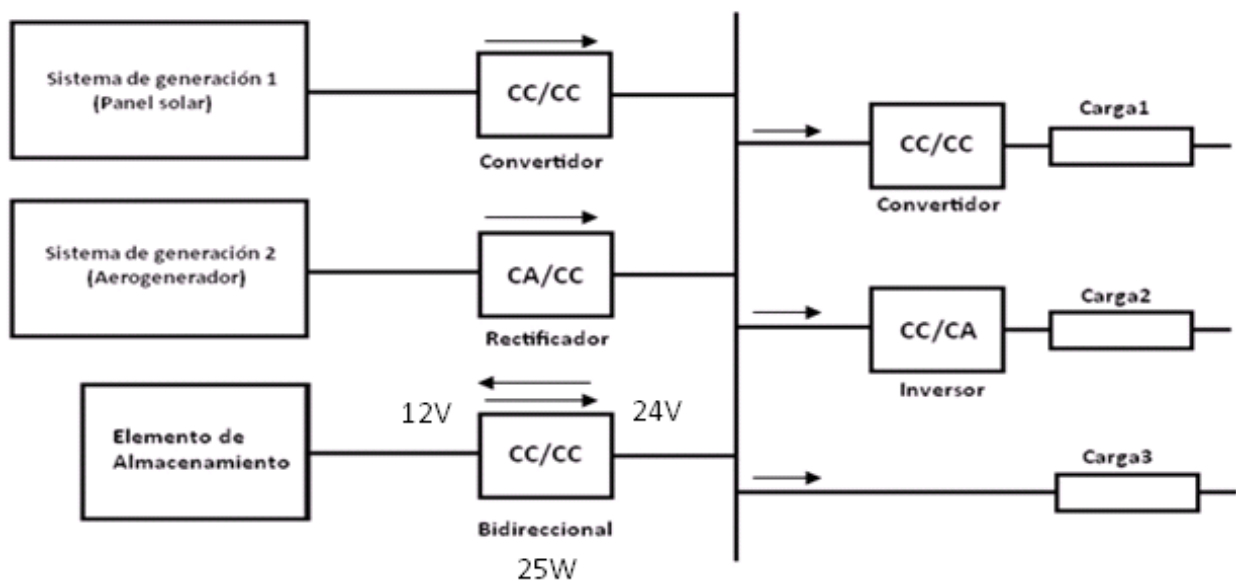 Sistema de generación 1
(Panel solar)
CC/CC
Convertidor
Sistema de generación 2
(Aerogenerador)
CA/CC
Rectificador
Elemento de
Almacenamiento
12V
24V
CC/CC
Bidireccional
25W
Carga1
CC/CC
Convertidor
Carga2
CC/CA
Inversor
Carga3